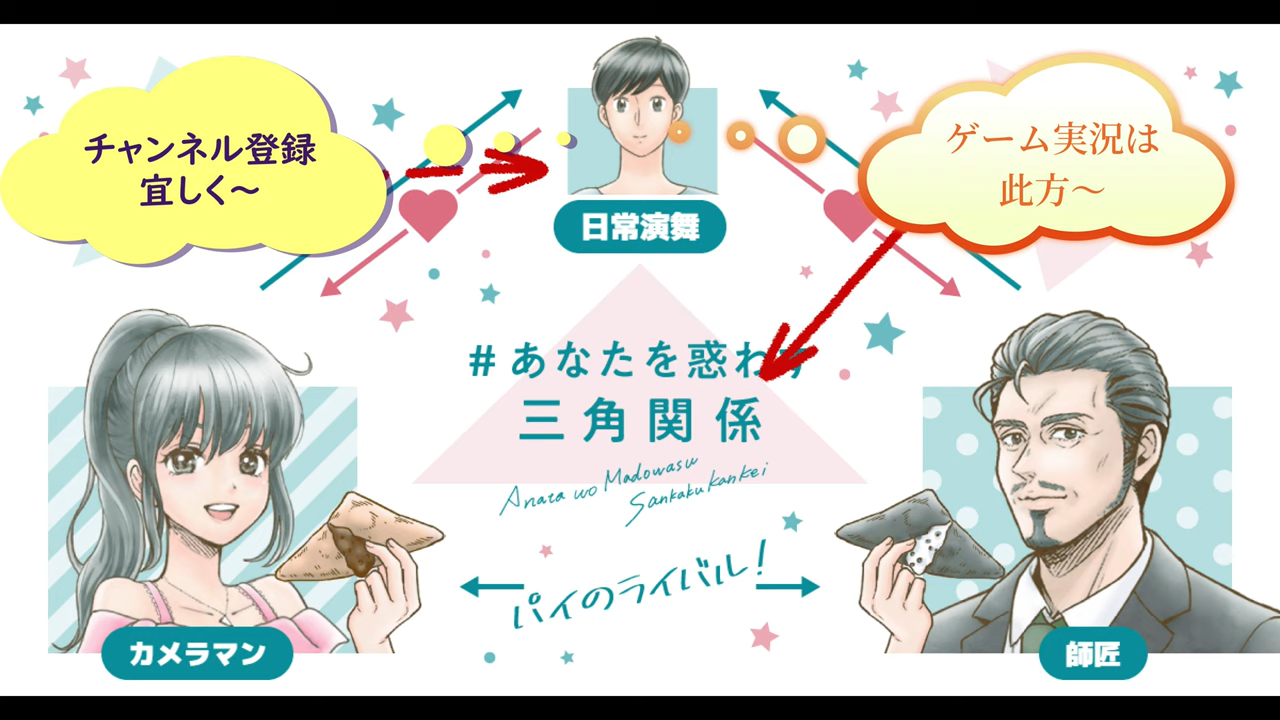 チャンネル登録
宜しく～
ゲーム実況は
此方～
日常演舞
#あなたを惑わす
三角関係
Anata wo Madowasu
Sankaku kankei
パイのライバル!
カメラマン
師匠